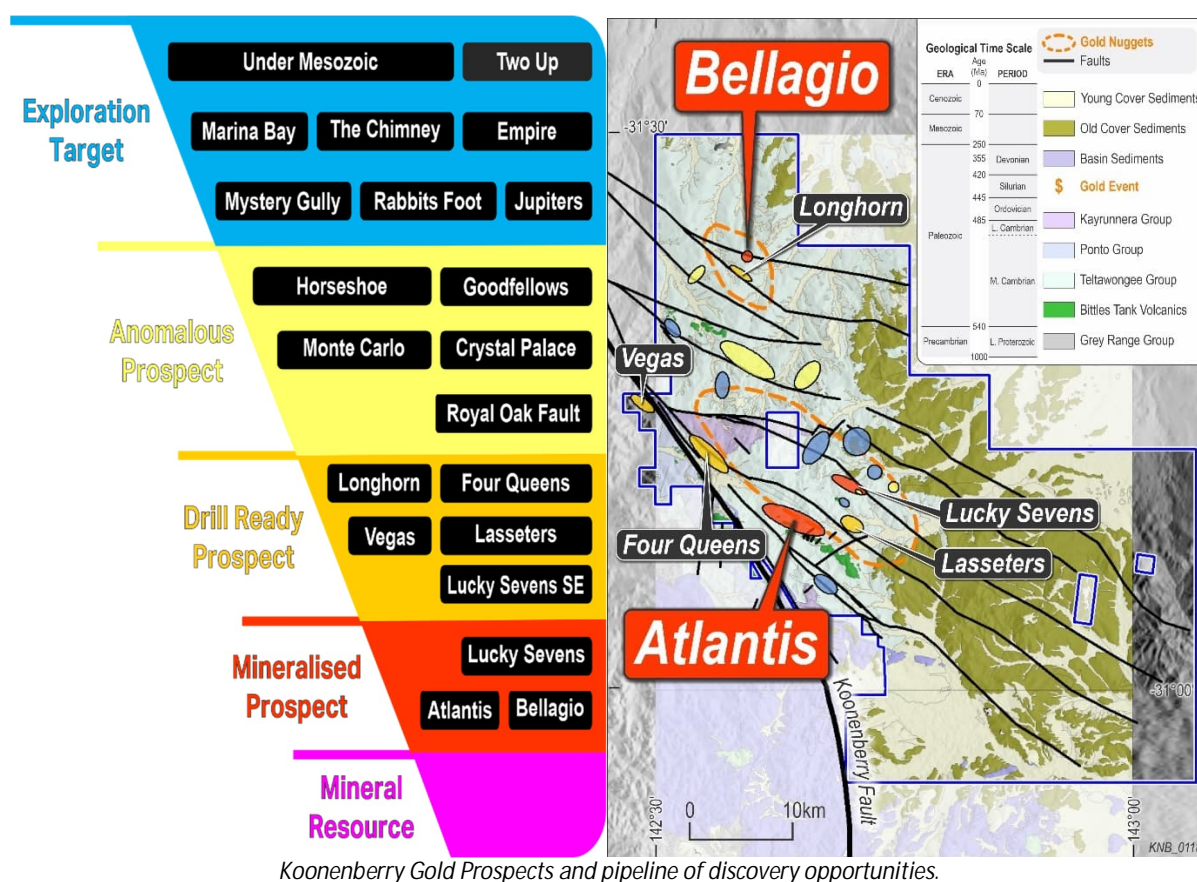 Exploration
Target
Under Mesozoic
Two Up
Marina Bay
The Chimney
Empire
Mystery Gully
Rabbits Foot
Jupiters
Anomalous
Prospect
Horseshoe
Goodfellows
Monte Carlo
Crystal Palace
Royal Oak Fault
Drill Ready
Prospect
Longhorn
Four Queens
Vegas
Lasseters
Lucky Sevens SE
Mineralised
Prospect
Lucky Sevens
Atlantis
Bellagio
Mineral
Resource
Bellagio
Longhorn
Vegas
Four Queens
Lucky Sevens
Lasseters
Atlantis
Koonenberry Fault
-31°30'
-31°00'
142°30'
143°00'
0 10km
KNB_011
Geological Time Scale
ERA
Age
(Ma)
PERIOD
0
Cenozoic
70
Mesozoic
250
Devonian
355
420
Silurian
445
Ordovician
485
L. Cambrian
Paleozoic
M. Cambrian
540
Precambrian
L. Proterozoic
1000
Gold Nuggets
Faults
Young Cover Sediments
Old Cover Sediments
Basin Sediments
$ Gold Event
Kayrunnera Group
Ponto Group
Teltawongee Group
Bittles Tank Volcanics
Grey Range Group
Koonenberry Gold Prospects and pipeline of discovery opportunities.